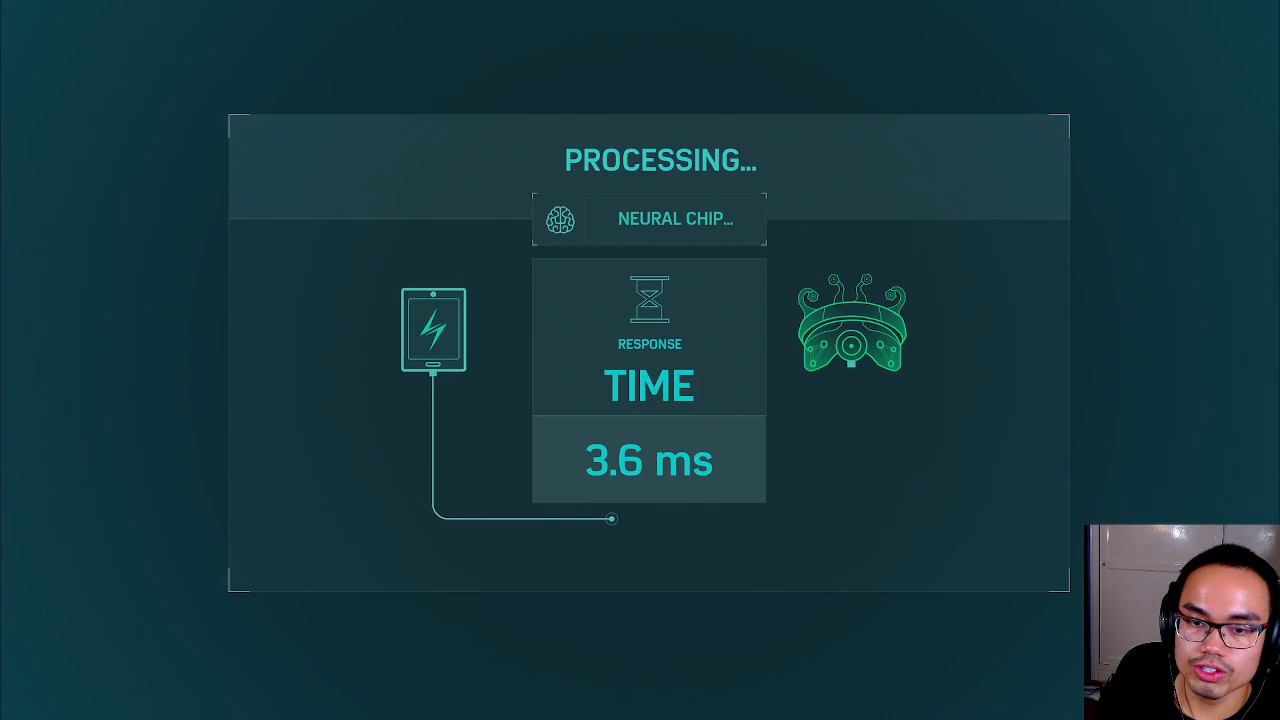 PROCESSING...
NEURAL CHIP...
RESPONSE
TIME
3.6 ms